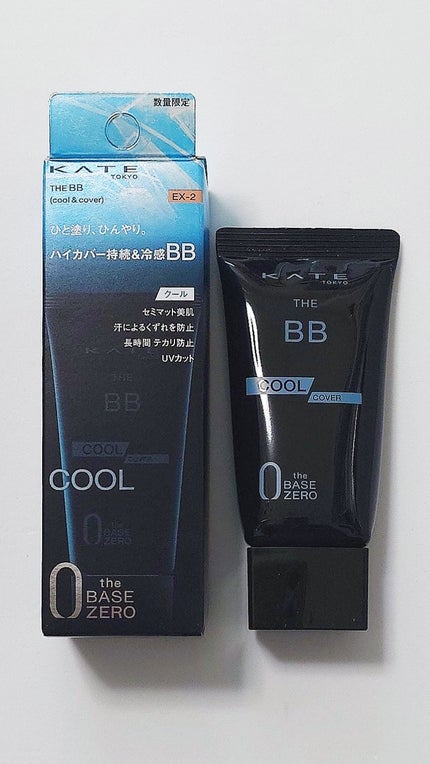 数量限定
KATE
TOKYO
THE BB
(cool & cover)
EX-2
ひと塗り、ひんやり。
ハイカバー持続&冷感BB
クール
セミマット美肌
汗によるくずれを防止
長時間 テカリ防止
UVカット
KATE
THE
BB
COOL
COVER
COOL
0 the
BASE
ZERO
0 the
BASE
ZERO
KATE
TOKYO
THE
BB
COOL
COVER
0 the
BASE
ZERO